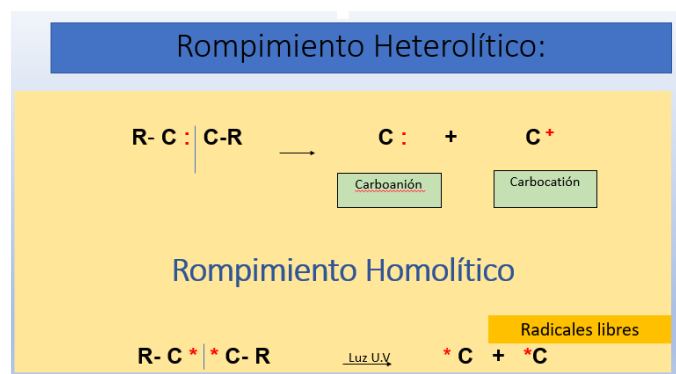 Rompimiento Heterolítico:
R- C : C-R C : + C +
Carboanión Carbocatión
Rompimiento Homolítico
Radicales libres
R- C * * C- R Luz U.V * C + *C